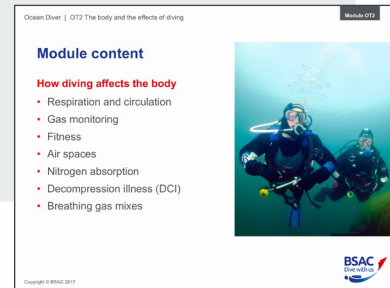 Ocean Diver | OT2 The body and the effects of diving
Module OT2
Module content
How diving affects the body
• Respiration and circulation
• Gas monitoring
• Fitness
• Air spaces
• Nitrogen absorption
• Decompression illness (DCI)
• Breathing gas mixes
BSAC
Dive with us
Copyright © BSAC 2017